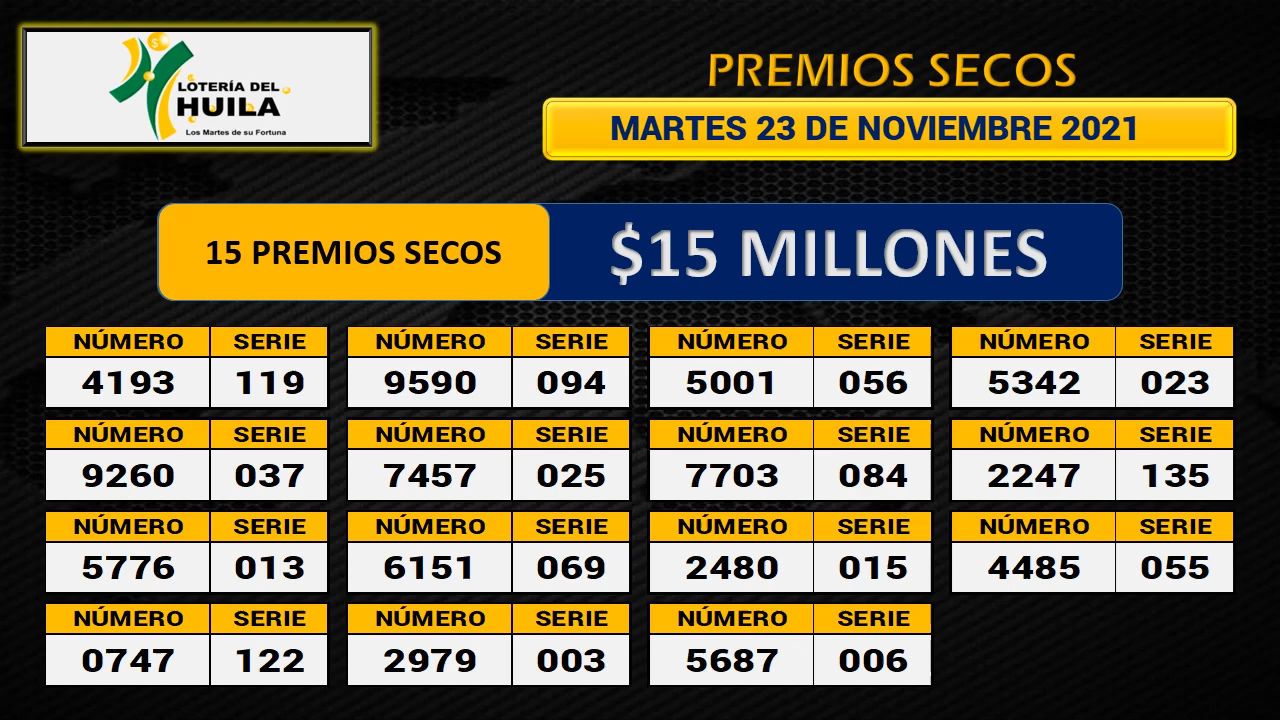 LOTERÍA DEL
HUILA
Los Martes de su Fortuna
PREMIOS SECOS
MARTES 23 DE NOVIEMBRE 2021
15 PREMIOS SECOS $15 MILLONES
NÚMERO SERIE NÚMERO SERIE NÚMERO SERIE NÚMERO SERIE
4193 119 9590 094 5001 056 5342 023
NÚMERO SERIE NÚMERO SERIE NÚMERO SERIE NÚMERO SERIE
9260 037 7457 025 7703 084 2247 135
NÚMERO SERIE NÚMERO SERIE NÚMERO SERIE NÚMERO SERIE
5776 013 6151 069 2480 015 4485 055
NÚMERO SERIE NÚMERO SERIE NÚMERO SERIE
0747 122 2979 003 5687 006